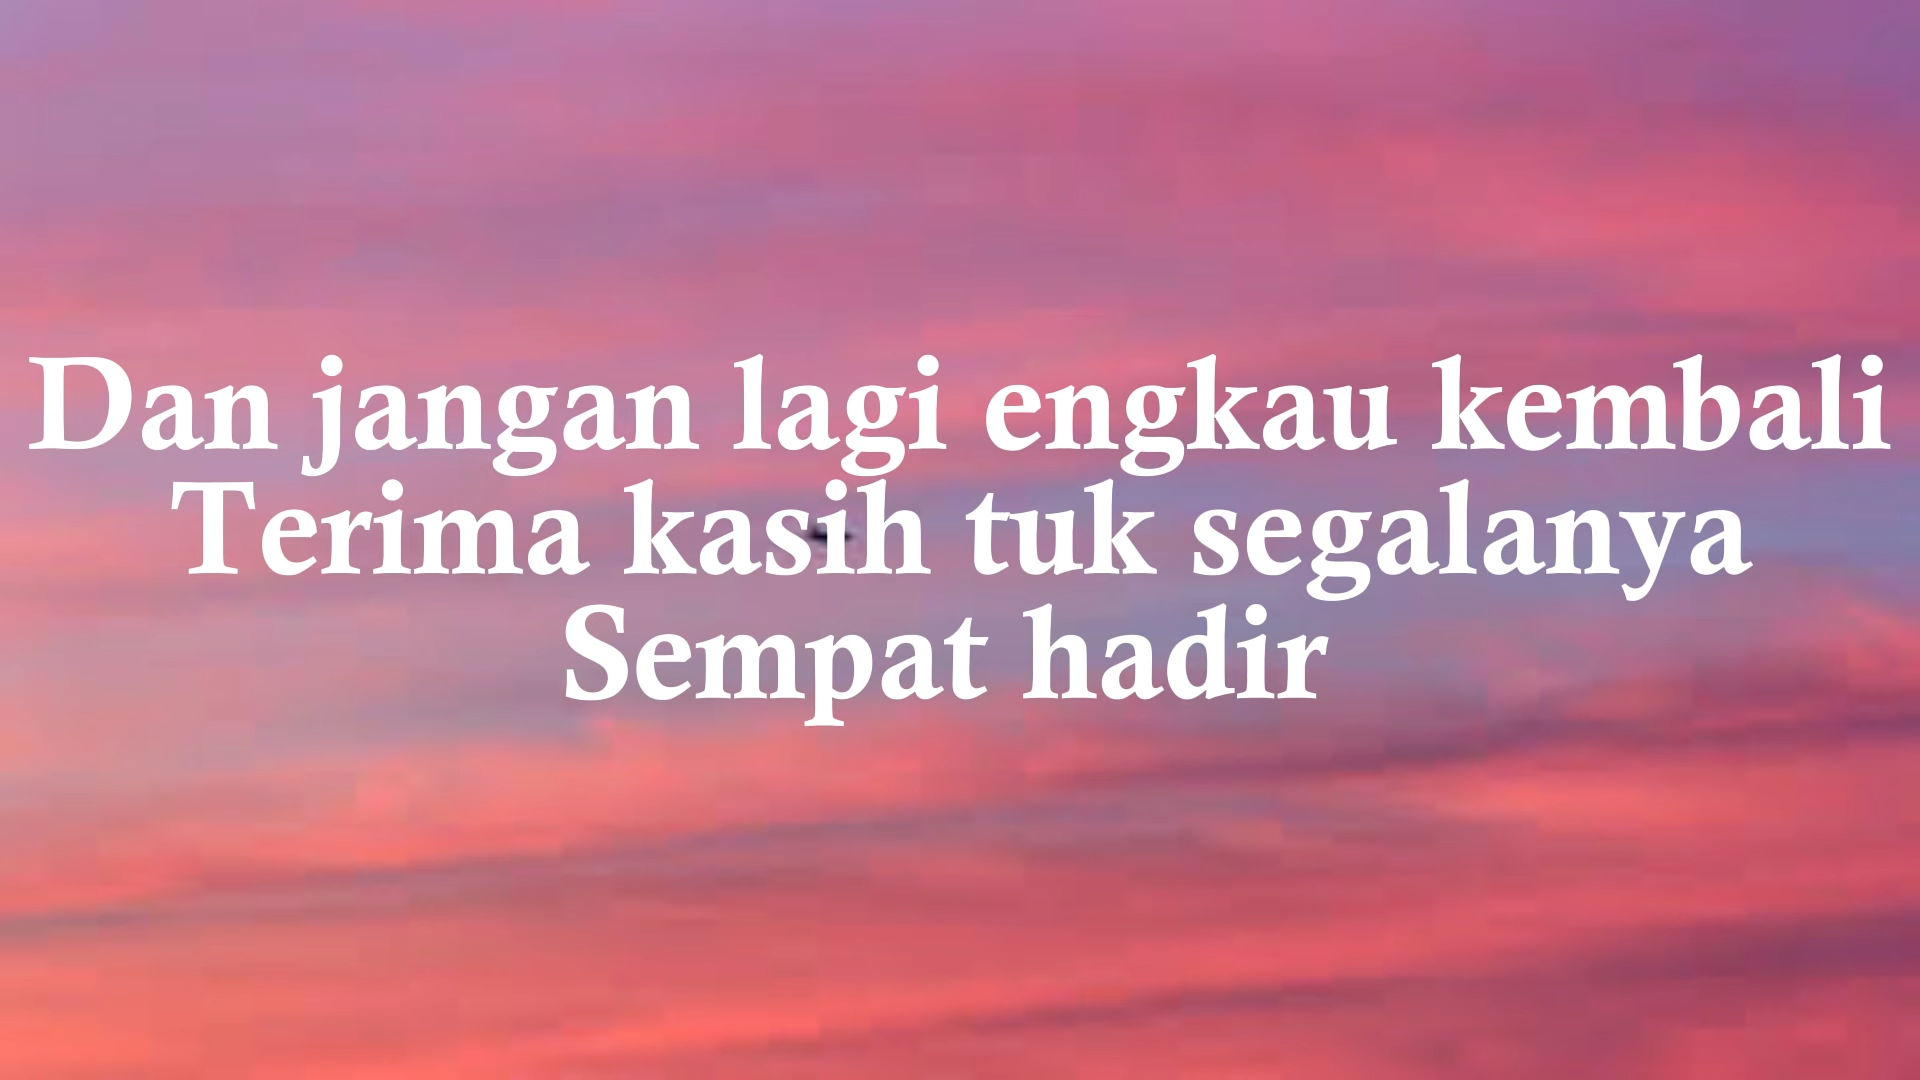 Dan jangan lagi engkau kembali
Terima kasih tuk segalanya
Sempat hadir